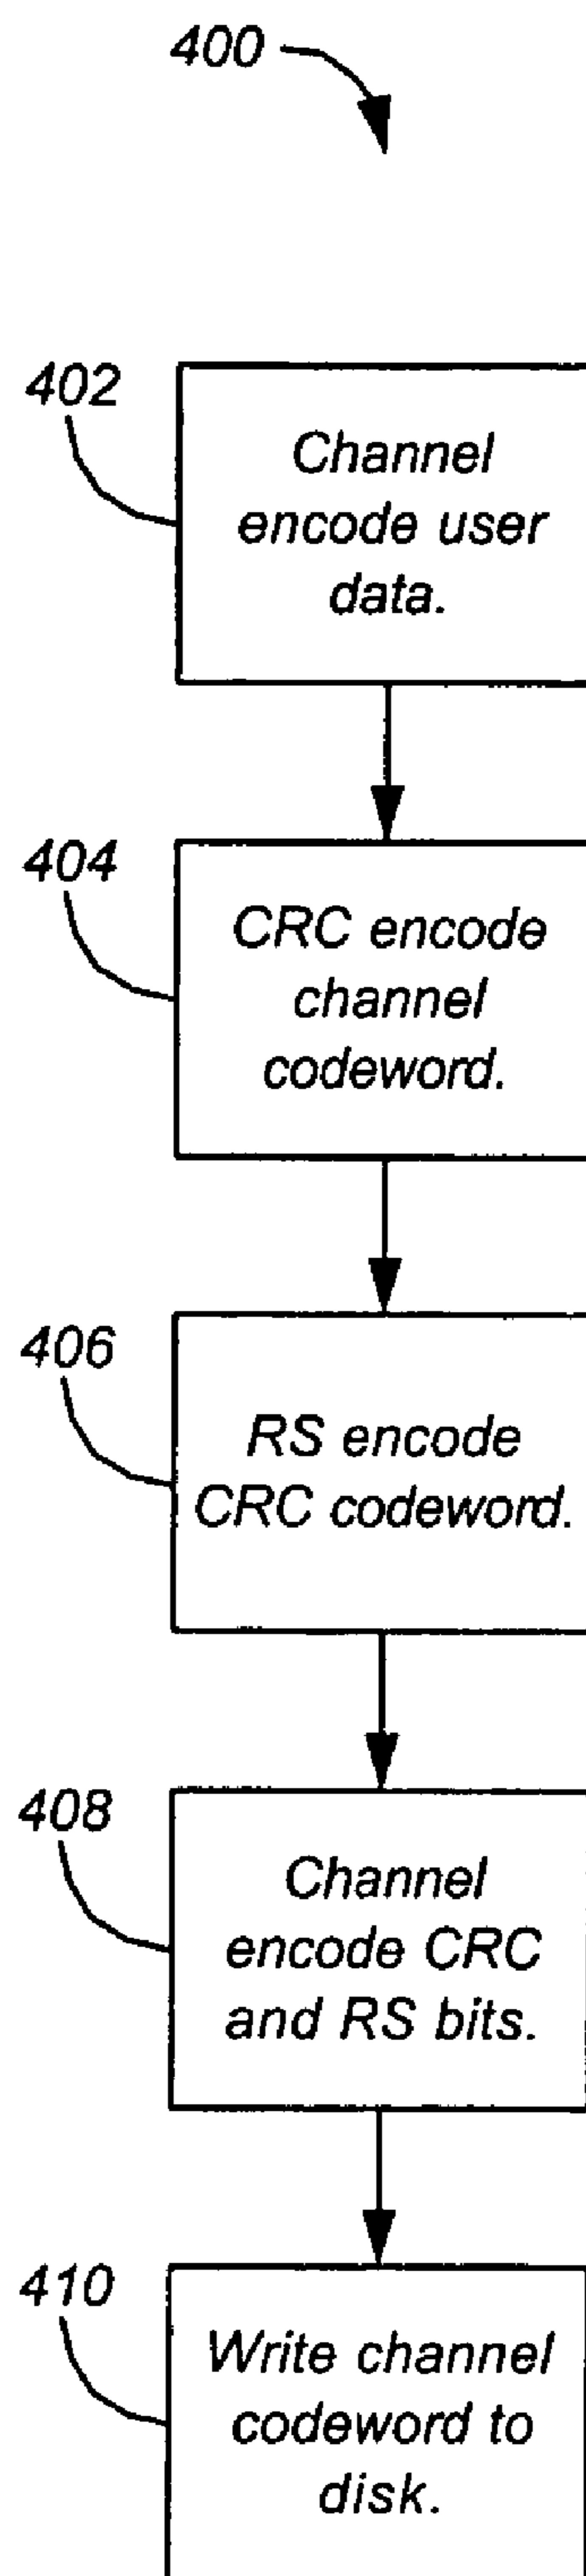 400
402
Channel
encode user
data.
404
CRC encode
channel
codeword.
406
RS encode
CRC codeword.
408
Channel
encode CRC
and RS bits.
410
Write channel
codeword to
disk.